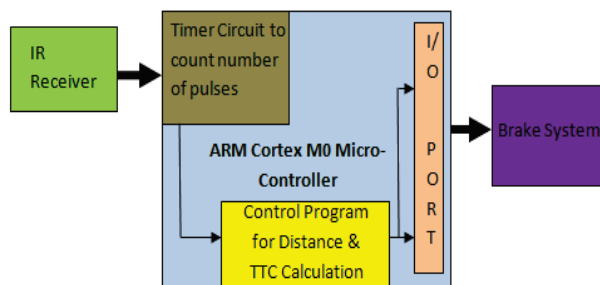 IR
Receiver
Timer Circuit to
count number
of pulses
ARM Cortex M0 Micro-
Controller
Control Program
for Distance &
TTC Calculation
I/
O
P
O
R
T
Brake System